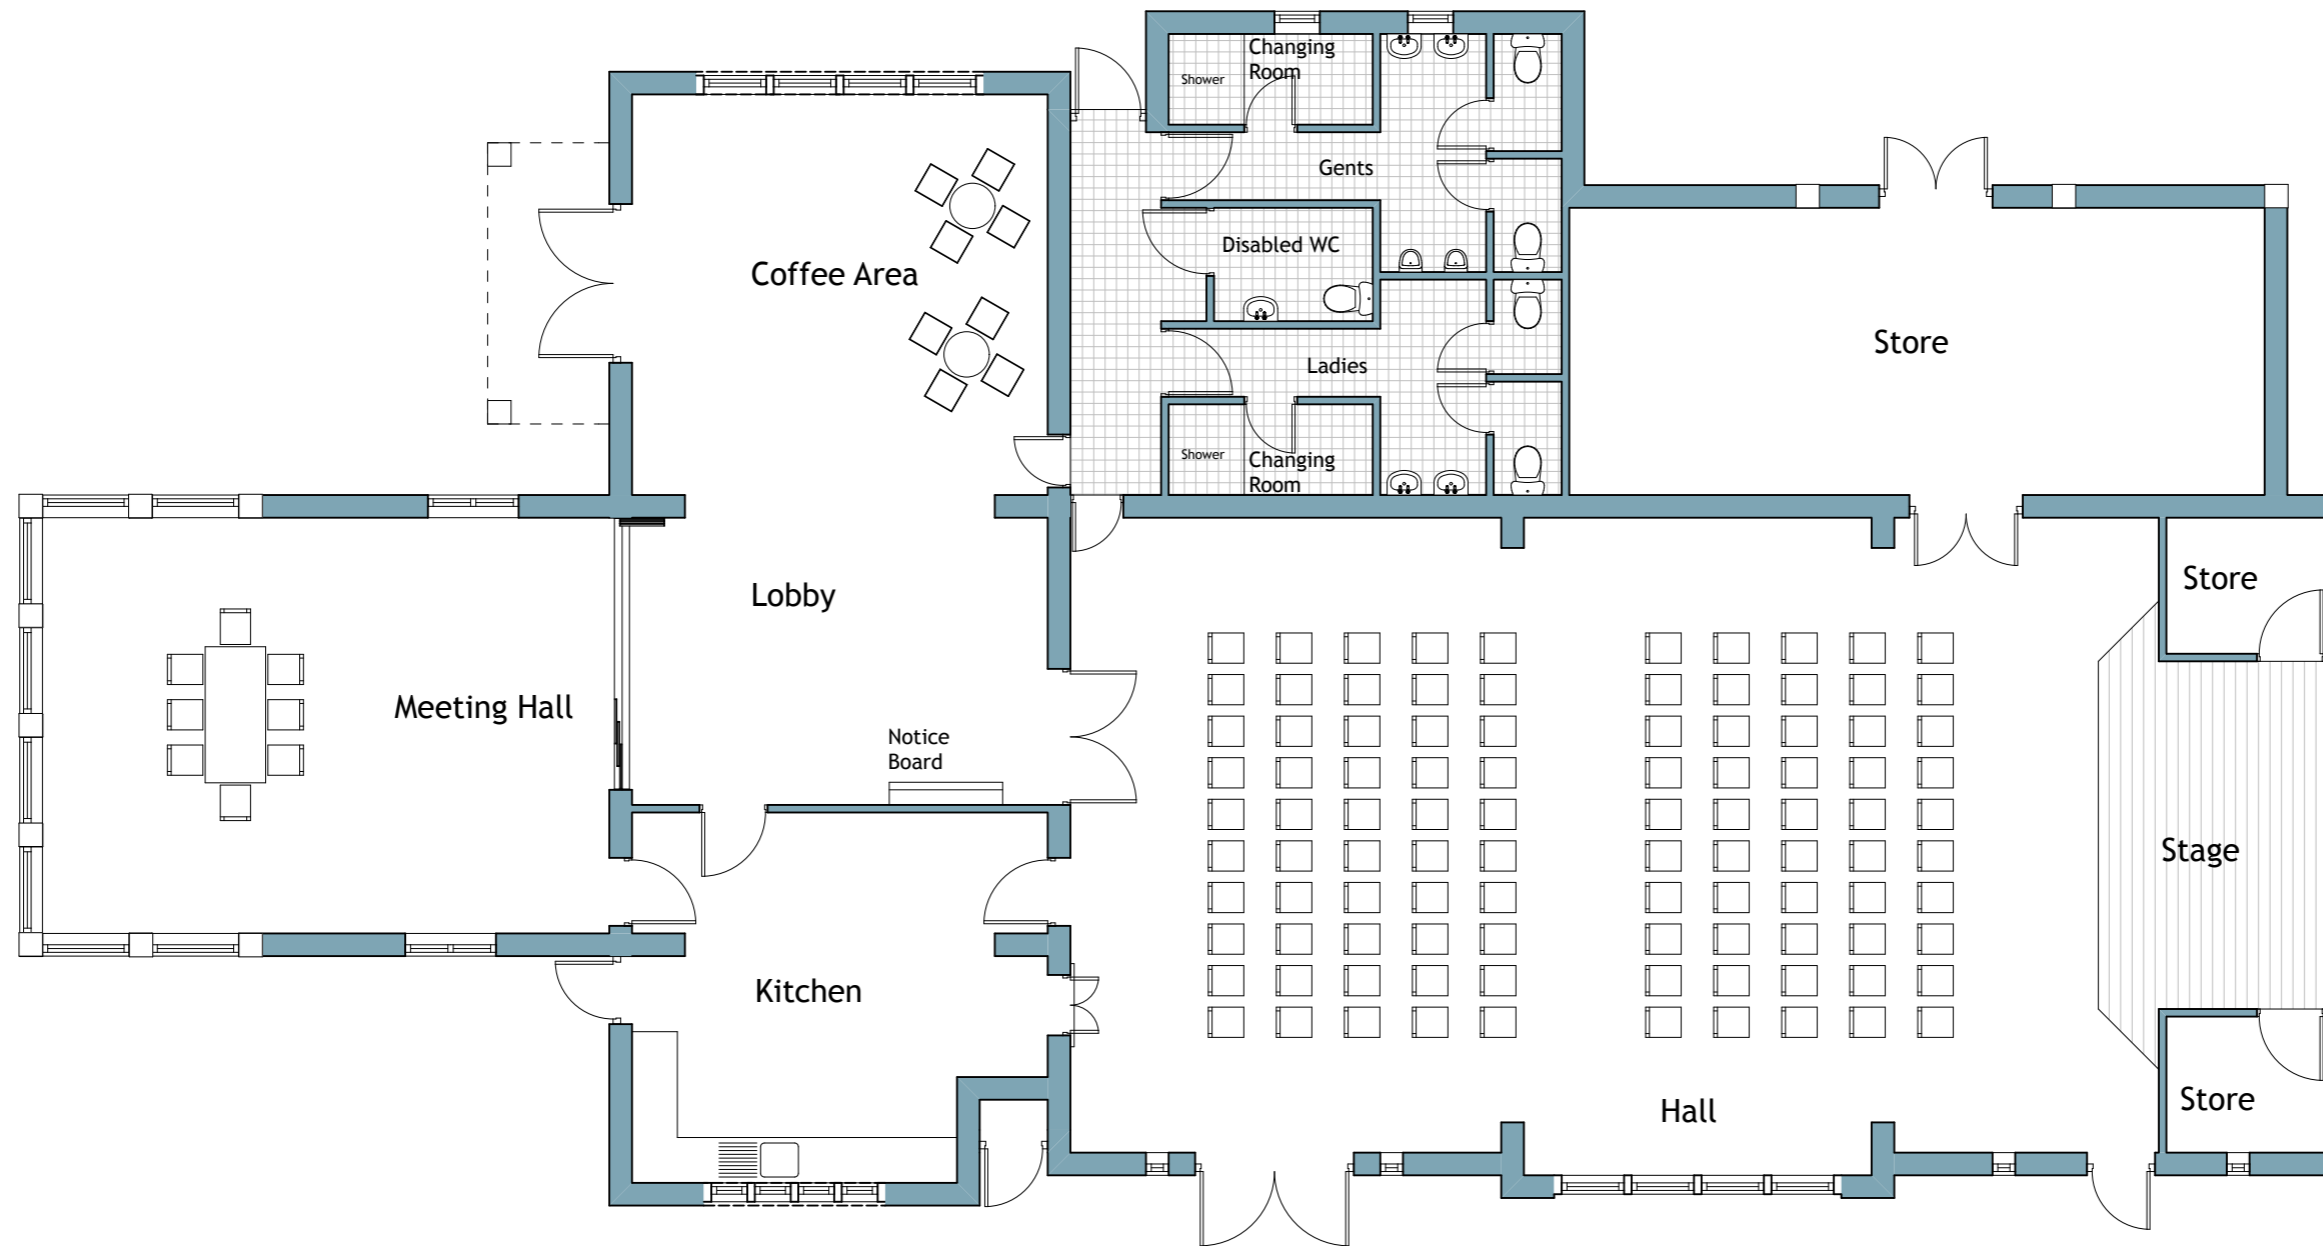 Changing
Room
Shower
Gents
Disabled WC
Coffee Area
Store
Ladies
Shower
Changing
Room
Store
Lobby
Meeting Hall
Notice
Board
Stage
Kitchen
Store
Hall